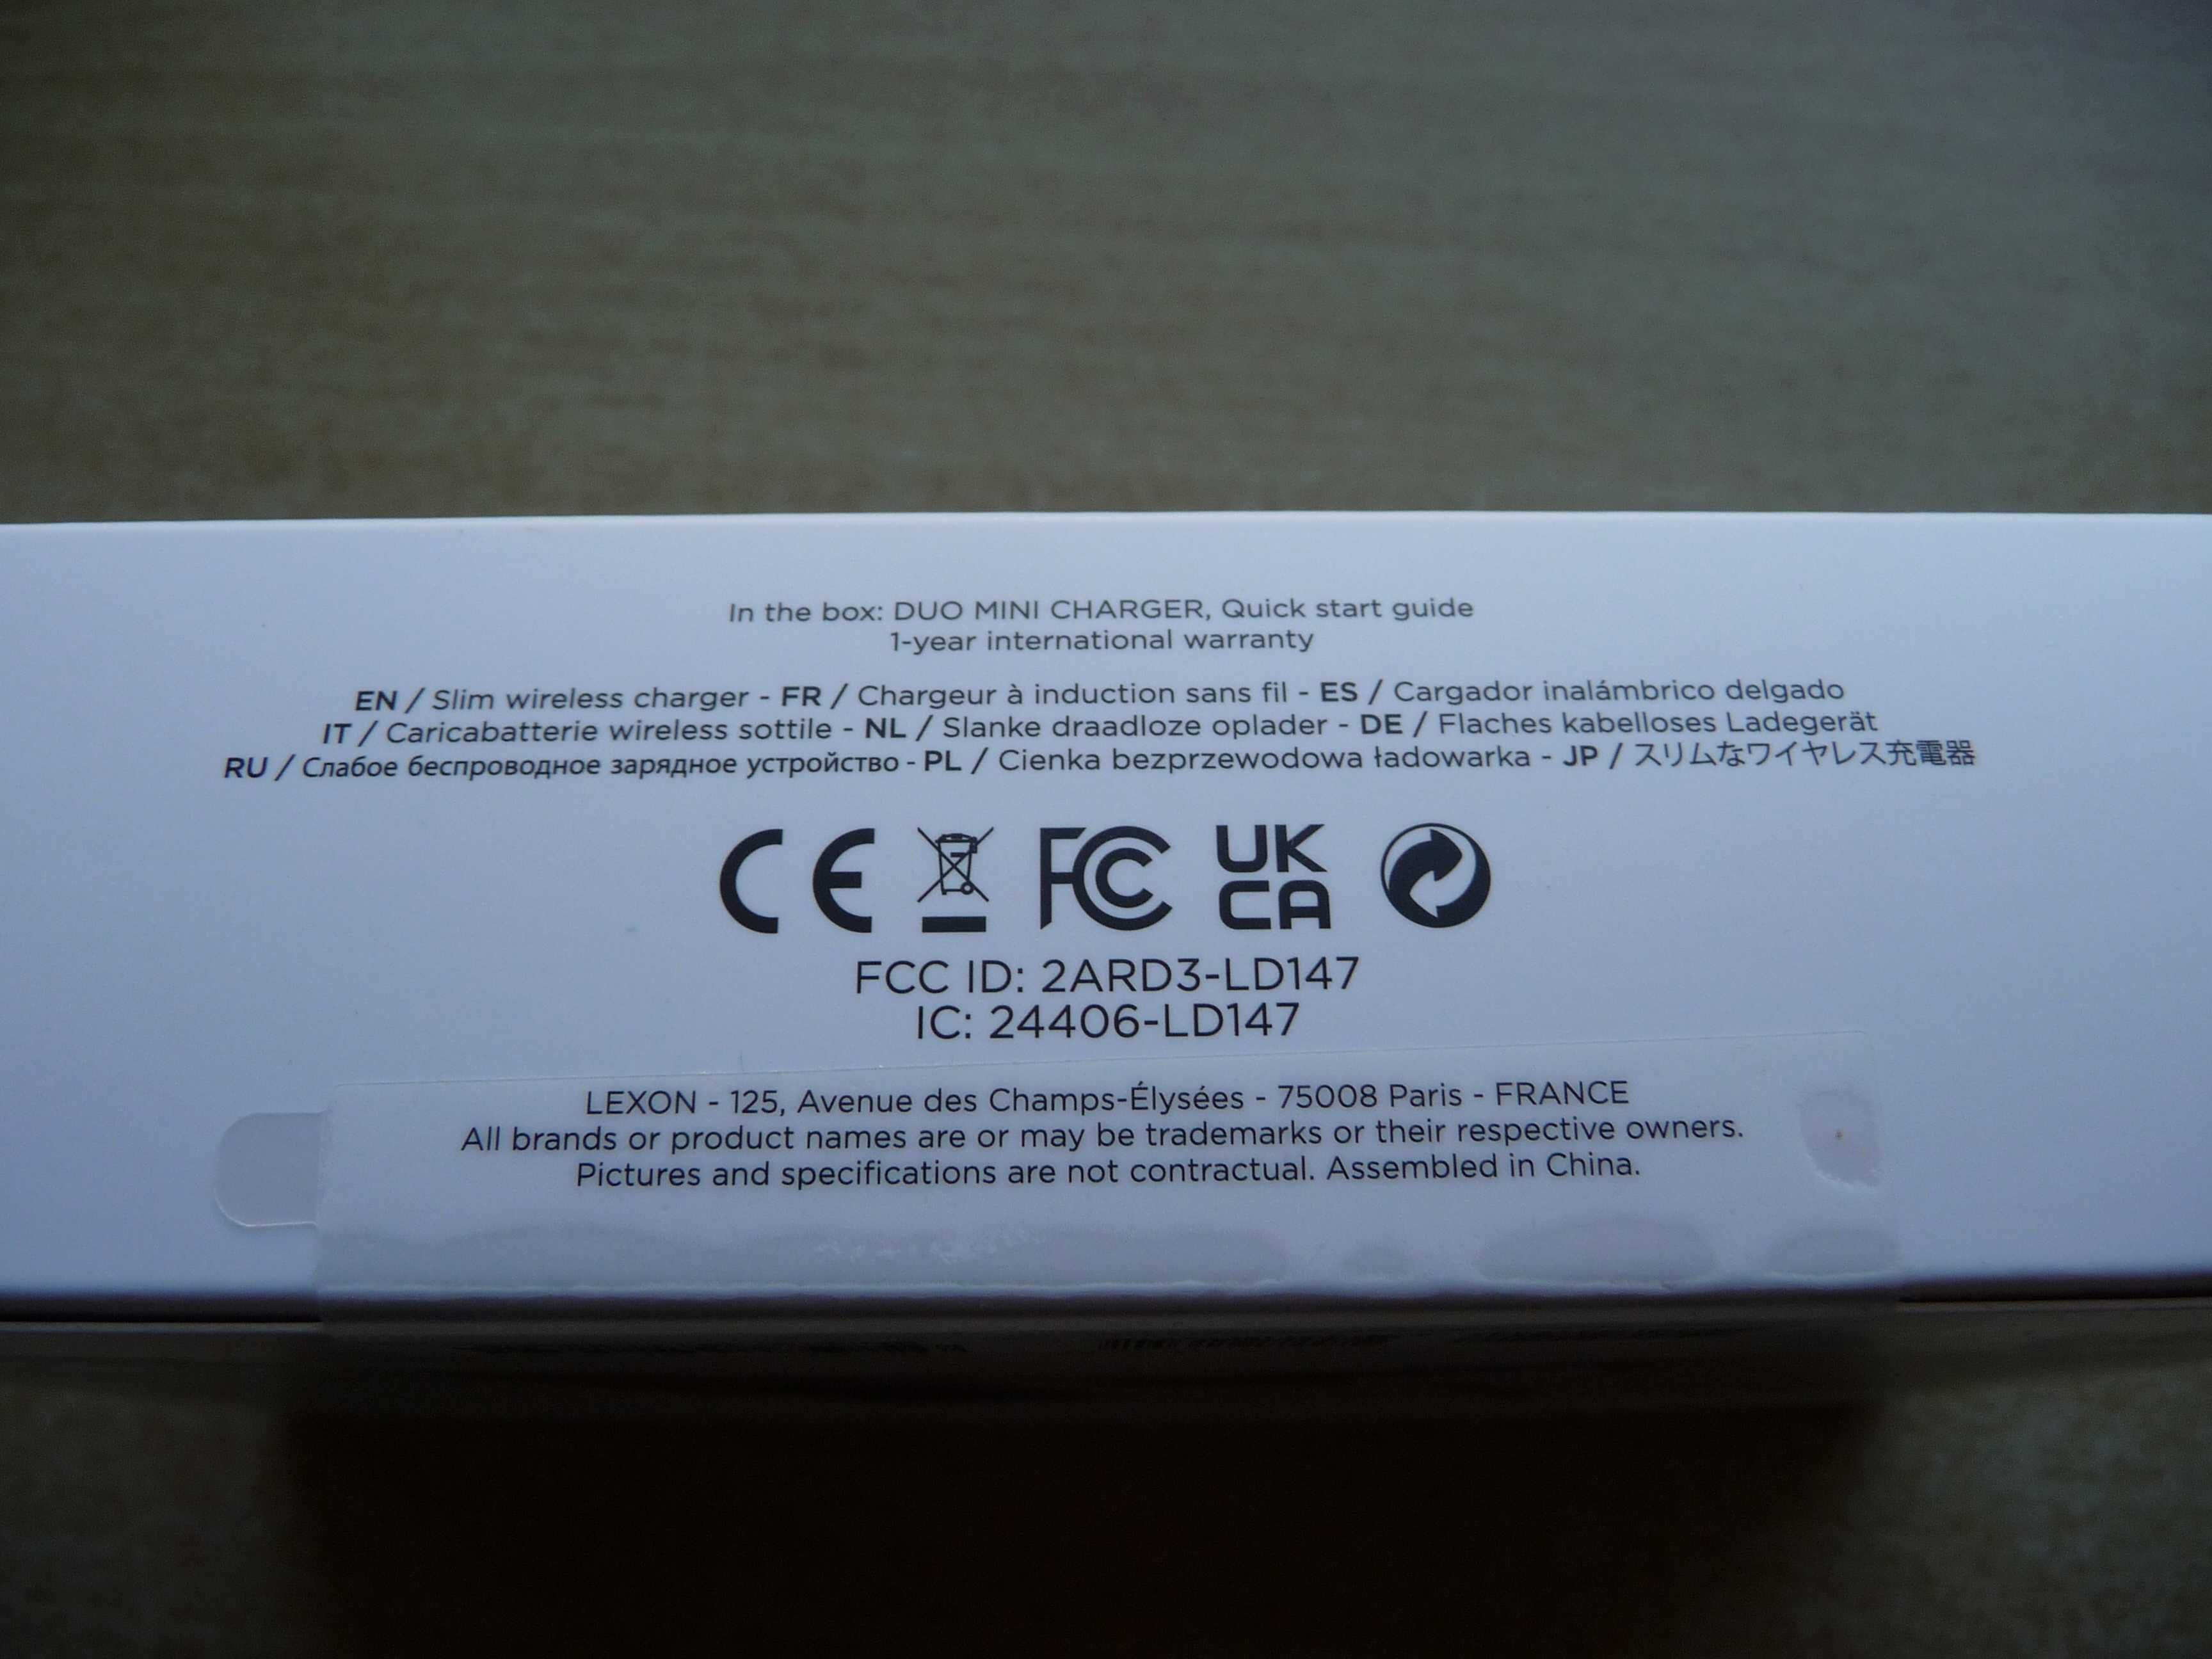 In the box: DUO MINI CHARGER, Quick start guide
1-year international warranty
EN / Slim wireless charger - FR / Chargeur à induction sans fil - ES / Cargador inalámbrico delgado
IT / Caricabatterie wireless sottile - NL / Slanke draadloze oplader - DE / Flaches kabelloses Ladegerät
RU / Слабое беспроводное зарядное устройство - PL / Cienka bezprzewodowa ładowarka - JP / スリムなワイヤレス充電器
CE FC UK
CA
FCC ID: 2ARD3-LD147
IC: 24406-LD147
LEXON - 125, Avenue des Champs-Élysées - 75008 Paris - FRANCE
All brands or product names are or may be trademarks or their respective owners.
Pictures and specifications are not contractual. Assembled in China.